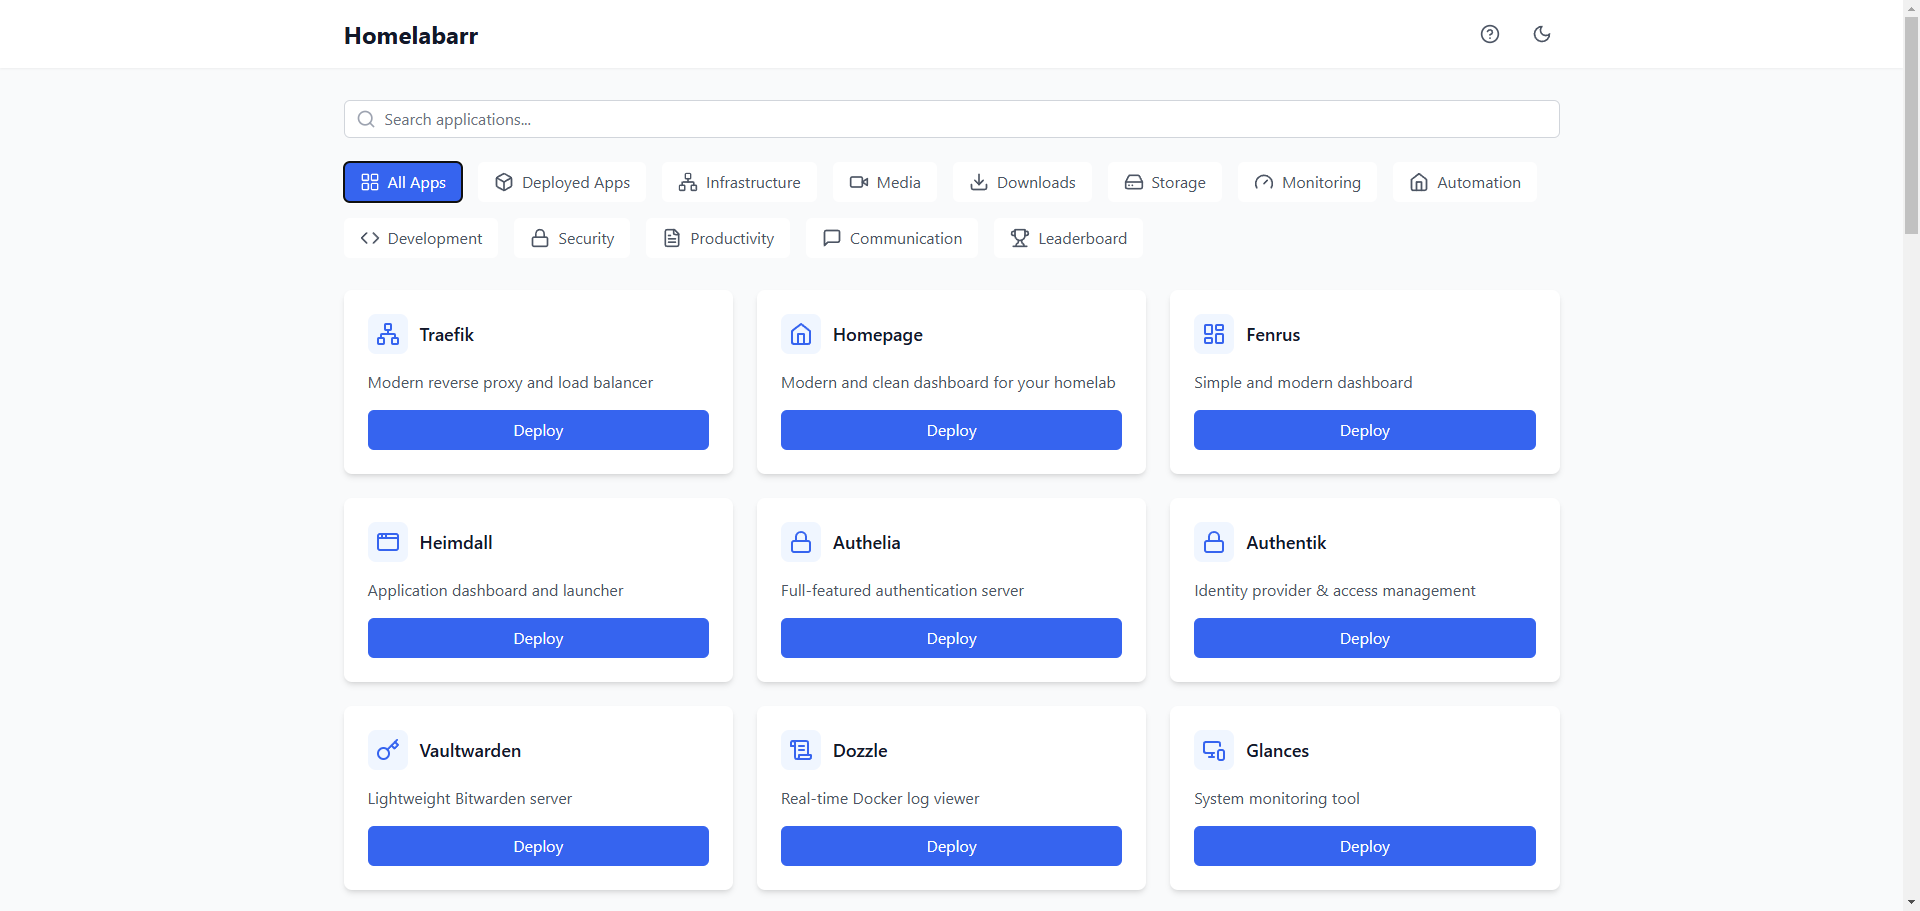 Homelabarr
Search applications...
All Apps
Deployed Apps
Infrastructure
Media
Downloads
Storage
Monitoring
Automation
Development
Security
Productivity
Communication
Leaderboard
Traefik
Modern reverse proxy and load balancer
Deploy
Homepage
Modern and clean dashboard for your homelab
Deploy
Fenrus
Simple and modern dashboard
Deploy
Heimdall
Application dashboard and launcher
Deploy
Authelia
Full-featured authentication server
Deploy
Authentik
Identity provider & access management
Deploy
Vaultwarden
Lightweight Bitwarden server
Deploy
Dozzle
Real-time Docker log viewer
Deploy
Glances
System monitoring tool
Deploy